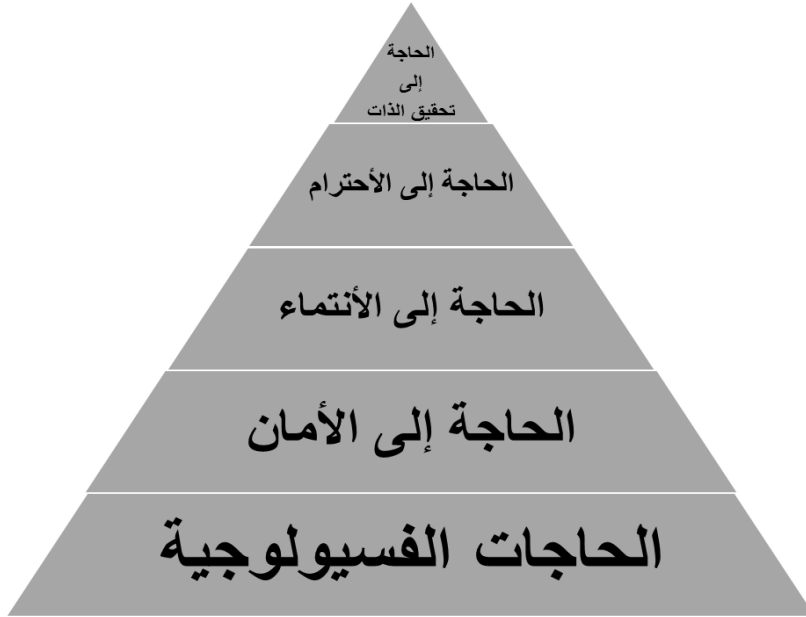 الحاجة
إلى
تحقيق الذات
الحاجة إلى الأحترام
الحاجة إلى الأنتماء
الحاجة إلى الأمان
الحاجات الفسيولوجية